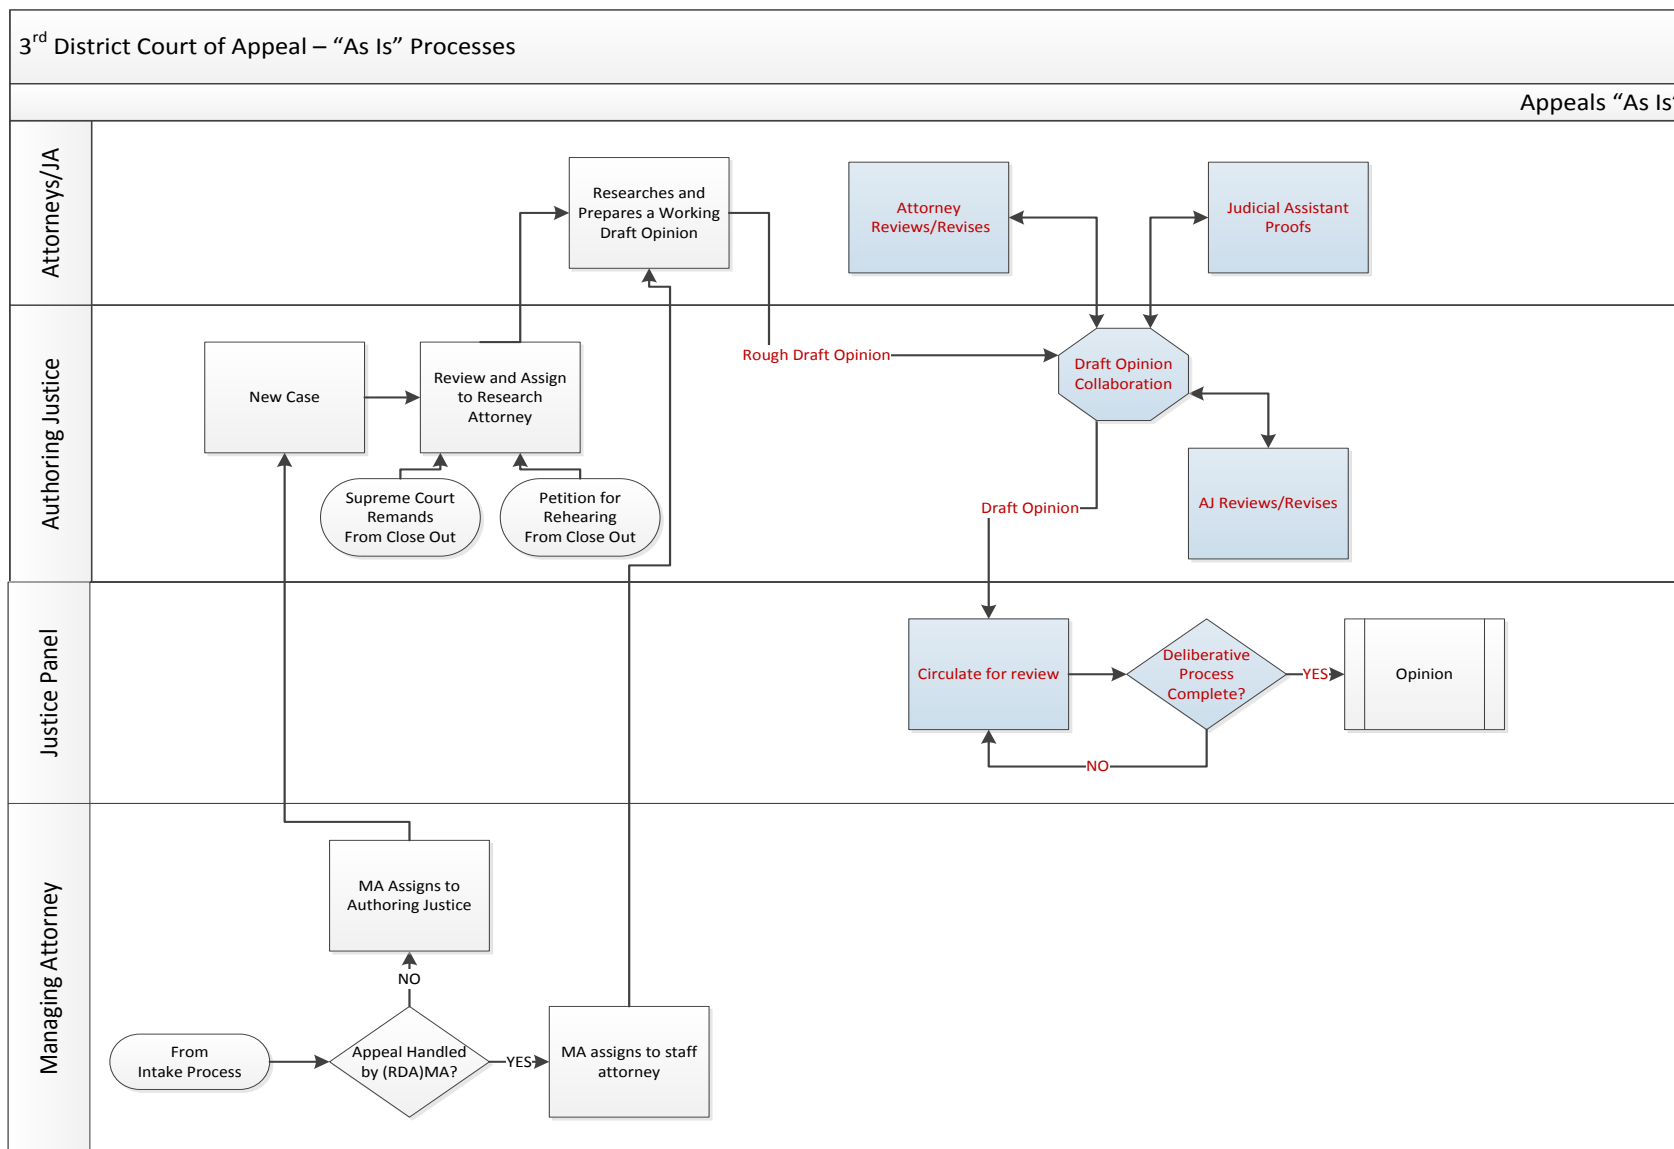 3rd District Court of Appeal – “As Is” Processes
Appeals “As Is”
Attorneys/JA
Researches and
Prepares a Working
Draft Opinion
Attorney
Reviews/Revises
Judicial Assistant
Proofs
Authoring Justice
New Case
Review and Assign
to Research
Attorney
Rough Draft Opinion
Draft Opinion
Collaboration
Supreme Court
Remands
From Close Out
Petition for
Rehearing
From Close Out
Draft Opinion
AJ Reviews/Revises
Justice Panel
Circulate for review
Deliberative
Process
Complete?
YES
Opinion
NO
Managing Attorney
MA Assigns to
Authoring Justice
NO
From
Intake Process
Appeal Handled
by (RDA)MA?
YES
MA assigns to staff
attorney